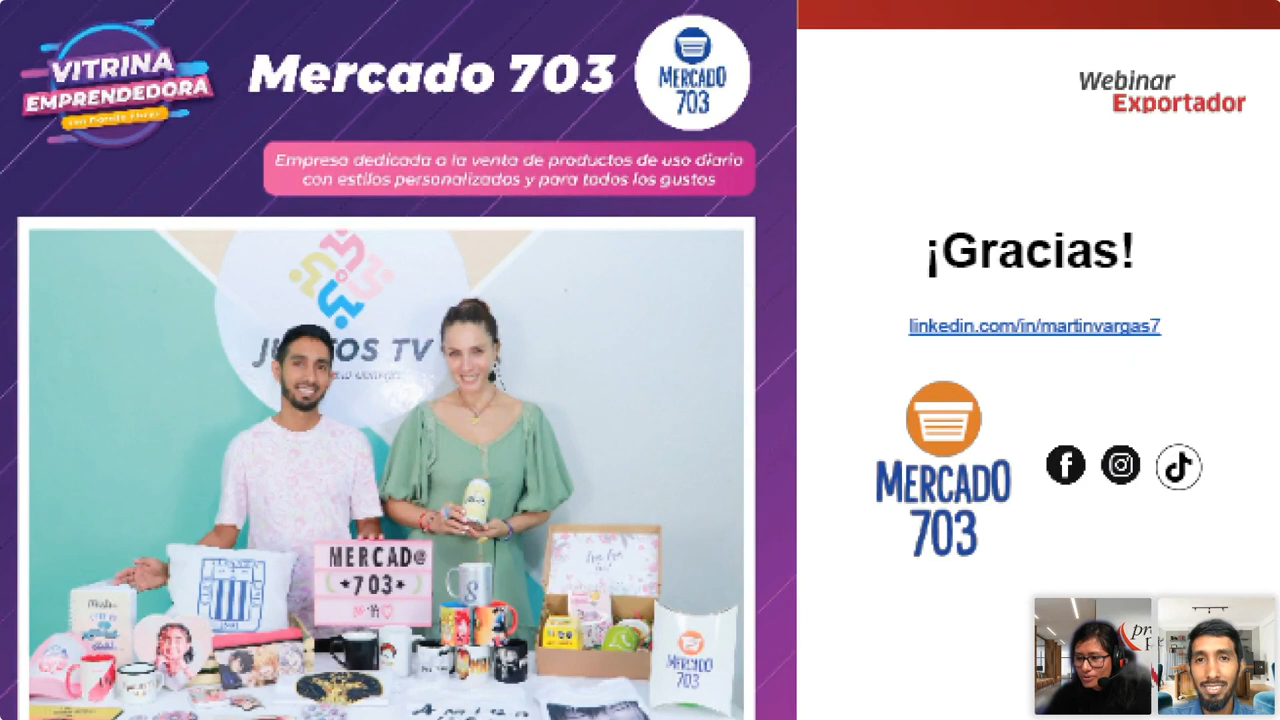 VITRINA
EMPRENDEDORA
Mercado 703
MERCADO
703
Empresa dedicada a la venta de productos de uso diario
con estilos personalizados y para todos los gustos
JU TOS TV
MERCAD@
*703*
MERCADO
703
Webinar
Exportador
¡Gracias!
linkedin.com/in/martinvargas7
MERCADO
703